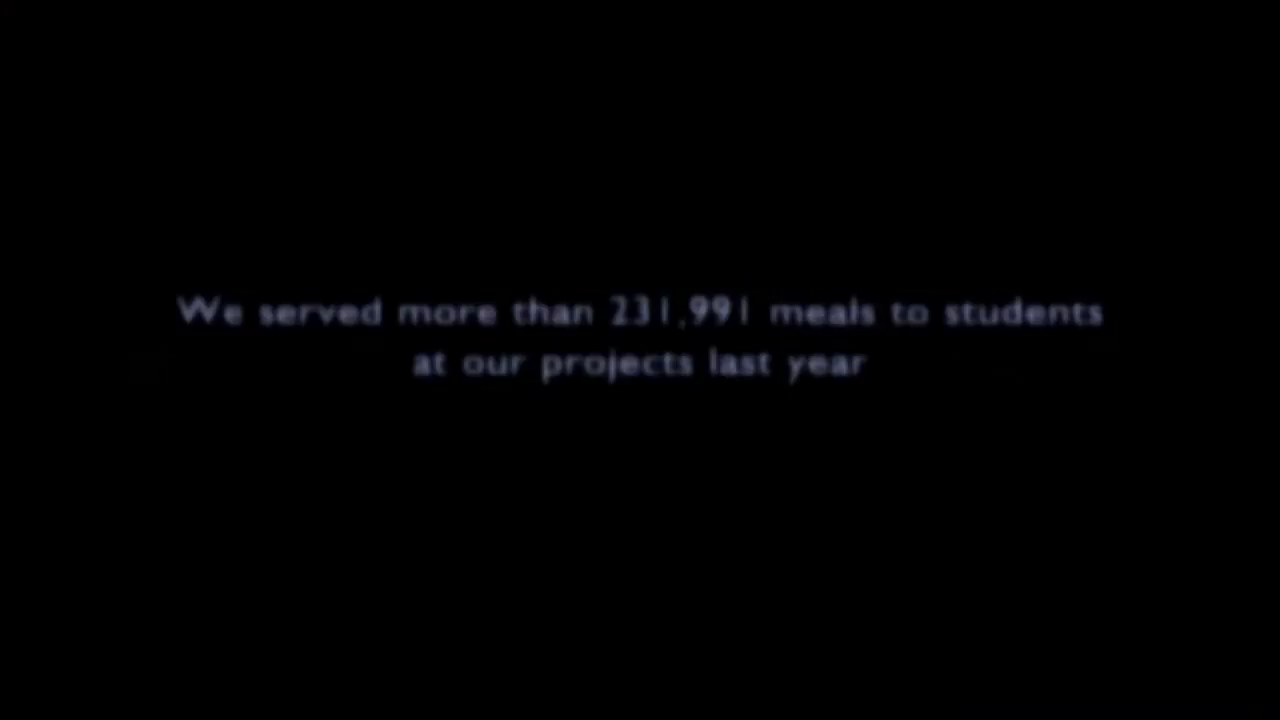 We served more than 231,991 meals to students
at our projects last year